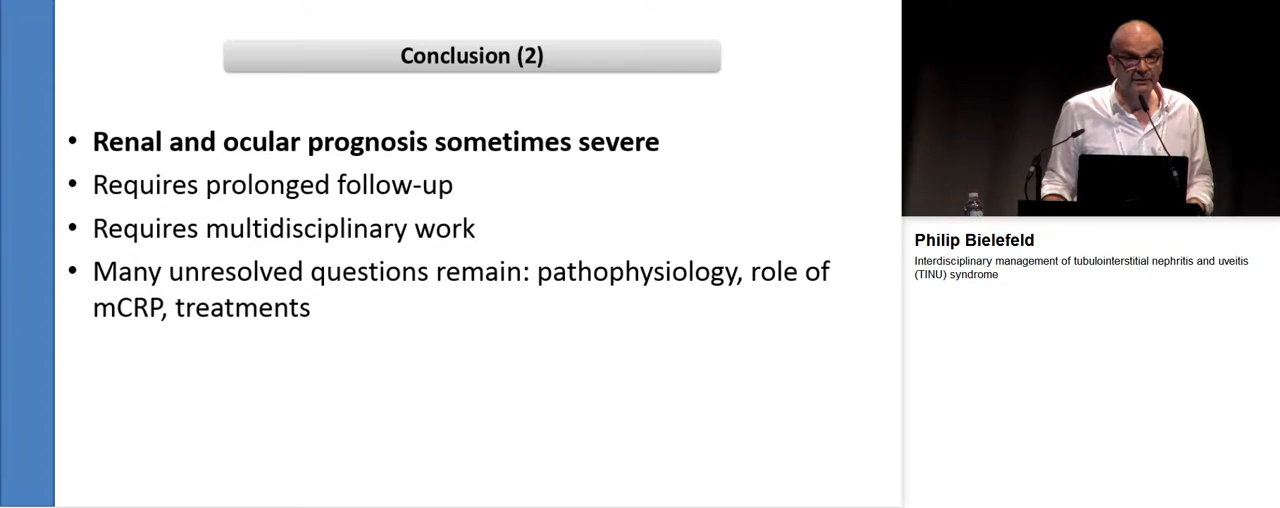 Conclusion (2)
• Renal and ocular prognosis sometimes severe
• Requires prolonged follow-up
• Requires multidisciplinary work
• Many unresolved questions remain: pathophysiology, role of
mCRP, treatments
Philip Bielefeld
Interdisciplinary management of tubulointerstitial nephritis and uveitis
(TINU) syndrome